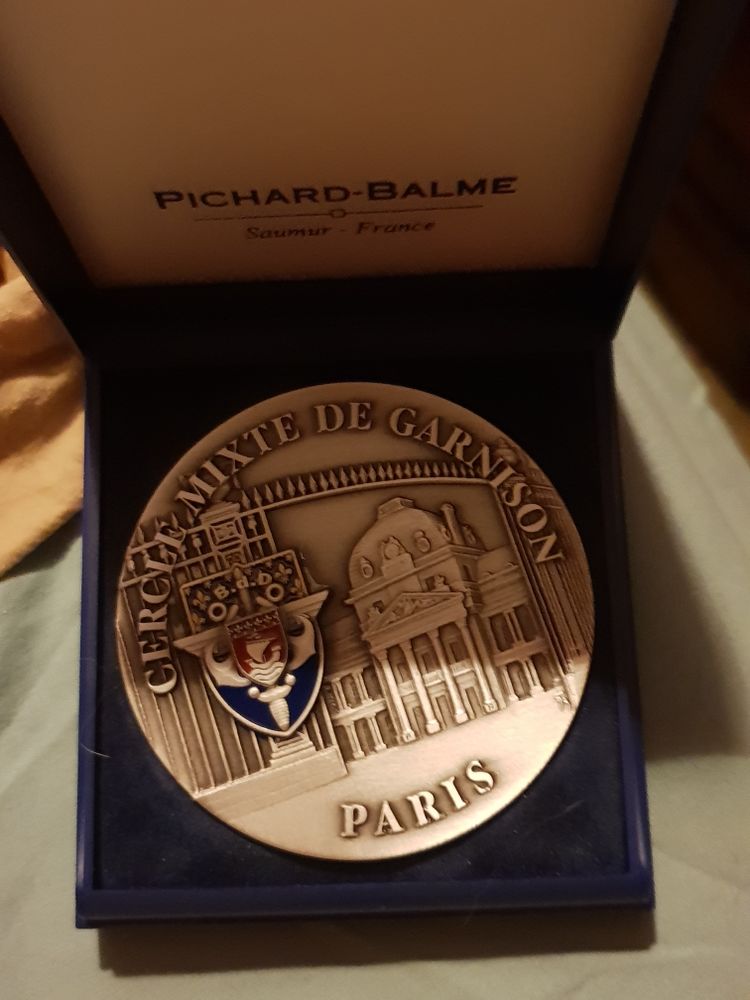 PICHARD-BALME
Saumur - France
CERCLE MIXTE DE GARNISON
B.d.D
PARIS